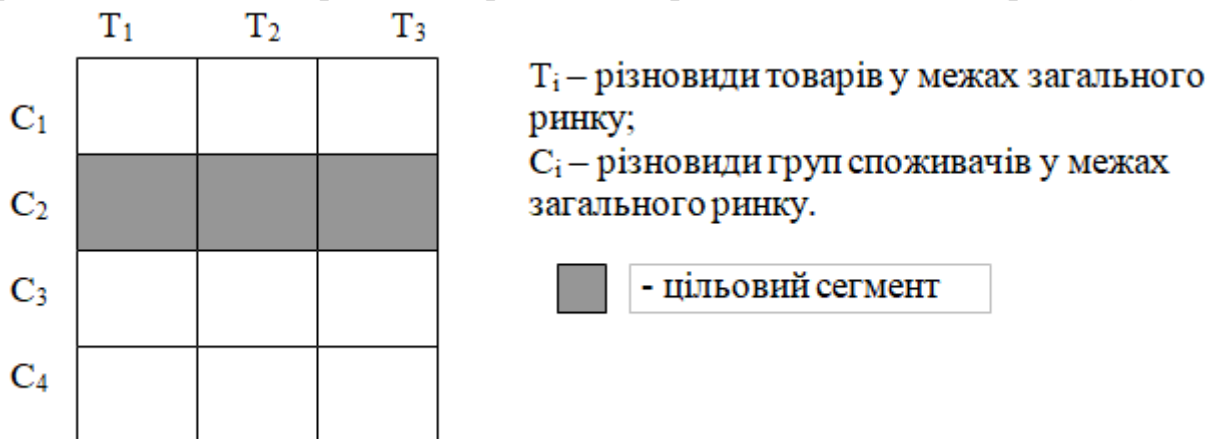 T₁ T₂ T₃
Tᵢ – різновиди товарів у межах загального
ринку;
C₁
Cᵢ – різновиди груп споживачів у межах
загального ринку.
C₂
C₃
- цільовий сегмент
C₄